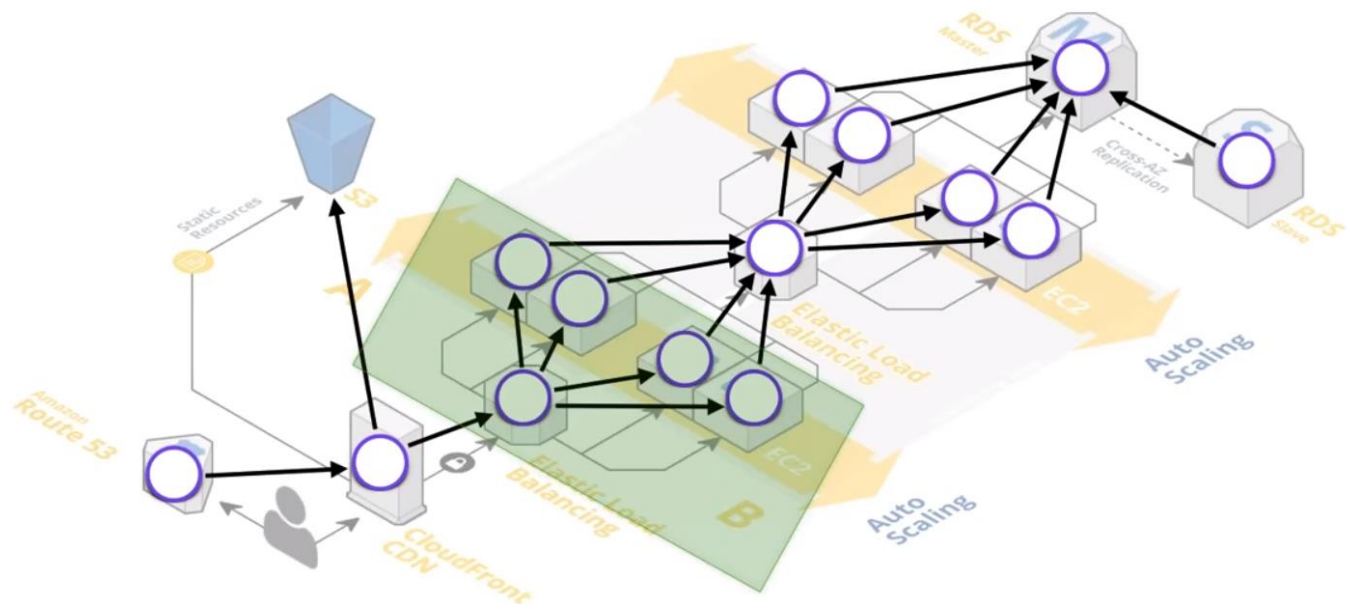 RDS
Master
M
S
Cross-AZ
Replication
RDS
Slave
S3
Static
Resources
A
EC2
Elastic Load
Balancing
Auto
Scaling
Amazon
Route 53
EC2
B
Elastic Load
Balancing
Auto
Scaling
CloudFront
CDN